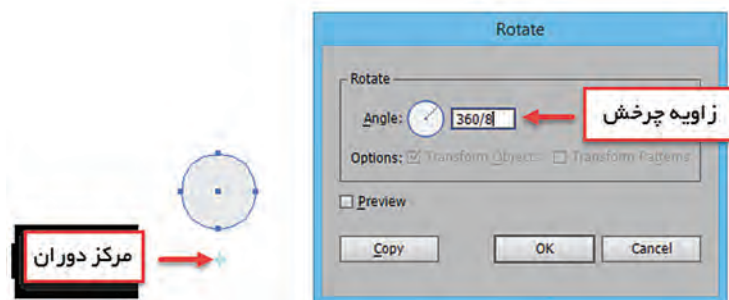 Rotate
Rotate
Angle: 360/8
زاویه چرخش
Options: Transform Objects Transform Patterns
Preview
مرکز دوران
Copy OK Cancel